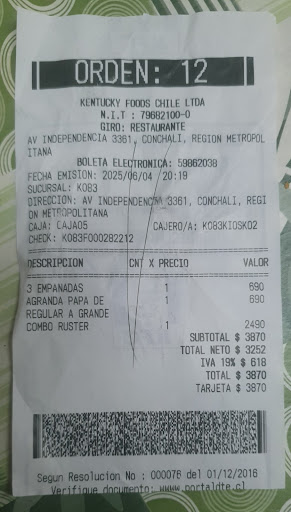 ORDEN: 12
KENTUCKY FOODS CHILE LTDA
N.I.T : 79682100-0
GIRO: RESTAURANTE
AV INDEPENDENCIA 3361, CONCHALI, REGION METROPOL
ITANA
BOLETA ELECTRONICA: 59862038
FECHA EMISION: 2025/06/04 20:19
SUCURSAL: K083
DIRECCION: AV INDEPENDENCIA 3361, CONCHALI, REGI
ON METROPOLITANA
CAJA: CAJA05 CAJERO/A: K083KIOSK02
CHECK: K083F000282212
DESCRIPCION CNT X PRECIO VALOR
3 EMPANADAS 1 690
AGRANDA PAPA DE 1 690
REGULAR A GRANDE
COMBO RUSTER 1 2490
SUBTOTAL $ 3870
TOTAL NETO $ 3252
IVA 19% $ 618
TOTAL $ 3870
TARJETA $ 3870
Segun Resolucion No : 000076 del 01/12/2016
Verifique documento: www.portaldte.cl